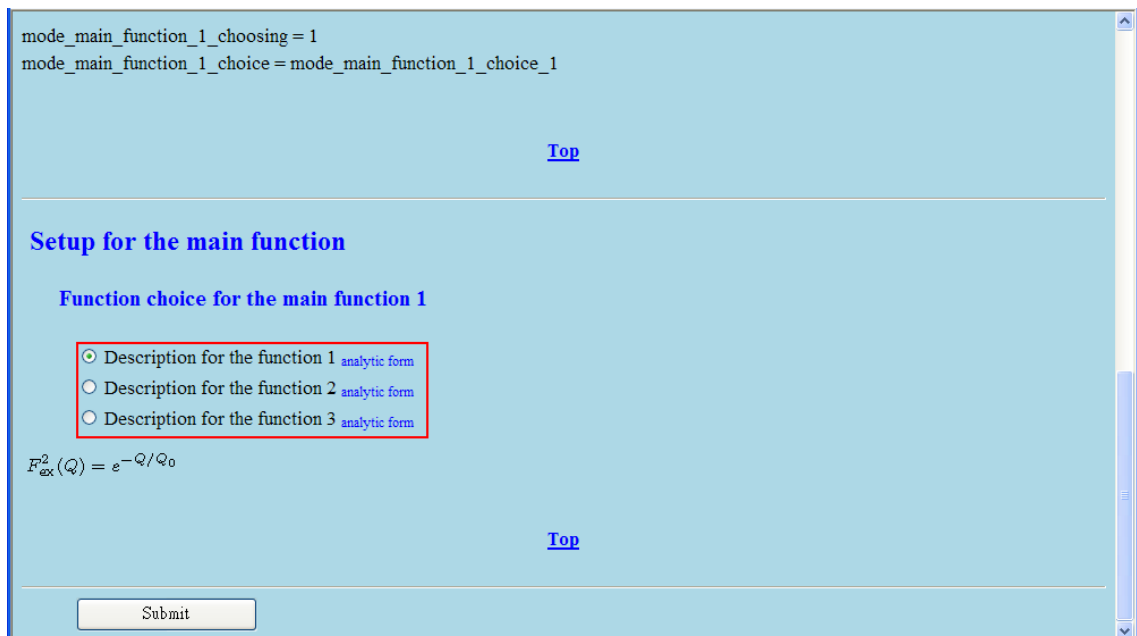 mode_main_function_1_choosing = 1
mode_main_function_1_choice = mode_main_function_1_choice_1
Top
Setup for the main function
Function choice for the main function 1
Description for the function 1 analytic form
Description for the function 2 analytic form
Description for the function 3 analytic form
F²ₑₓ(Q) = e^{-Q/Q₀}
Top
Submit